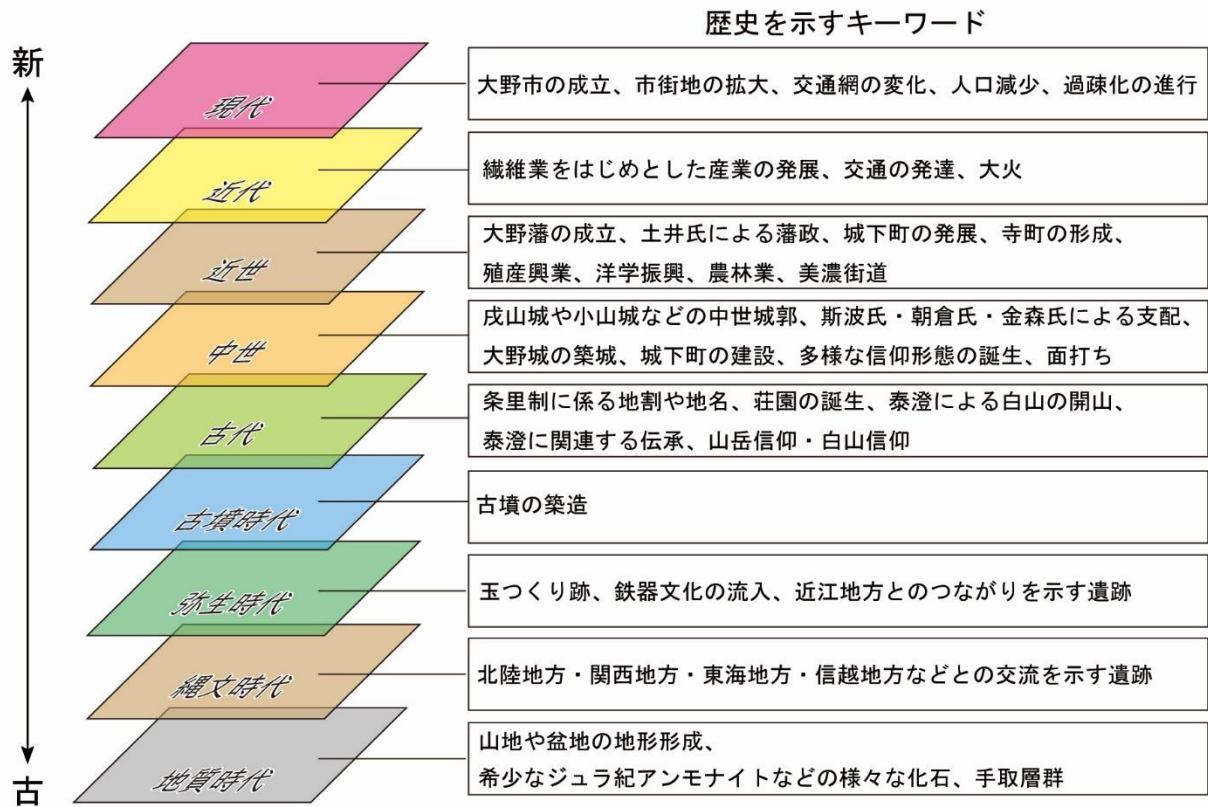 歴史を示すキーワード
新
現代
大野市の成立、市街地の拡大、交通網の変化、人口減少、過疎化の進行
近代
繊維業をはじめとした産業の発展、交通の発達、大火
近世
大野藩の成立、土井氏による藩政、城下町の発展、寺町の形成、
殖産興業、洋学振興、農林業、美濃街道
中世
戌山城や小山城などの中世城郭、斯波氏・朝倉氏・金森氏による支配、
大野城の築城、城下町の建設、多様な信仰形態の誕生、面打ち
古代
条里制に係る地割や地名、荘園の誕生、泰澄による白山の開山、
泰澄に関連する伝承、山岳信仰・白山信仰
古墳時代
古墳の築造
弥生時代
玉つくり跡、鉄器文化の流入、近江地方とのつながりを示す遺跡
縄文時代
北陸地方・関西地方・東海地方・信越地方などとの交流を示す遺跡
地質時代
山地や盆地の地形形成、
希少なジュラ紀アンモナイトなどの様々な化石、手取層群
古